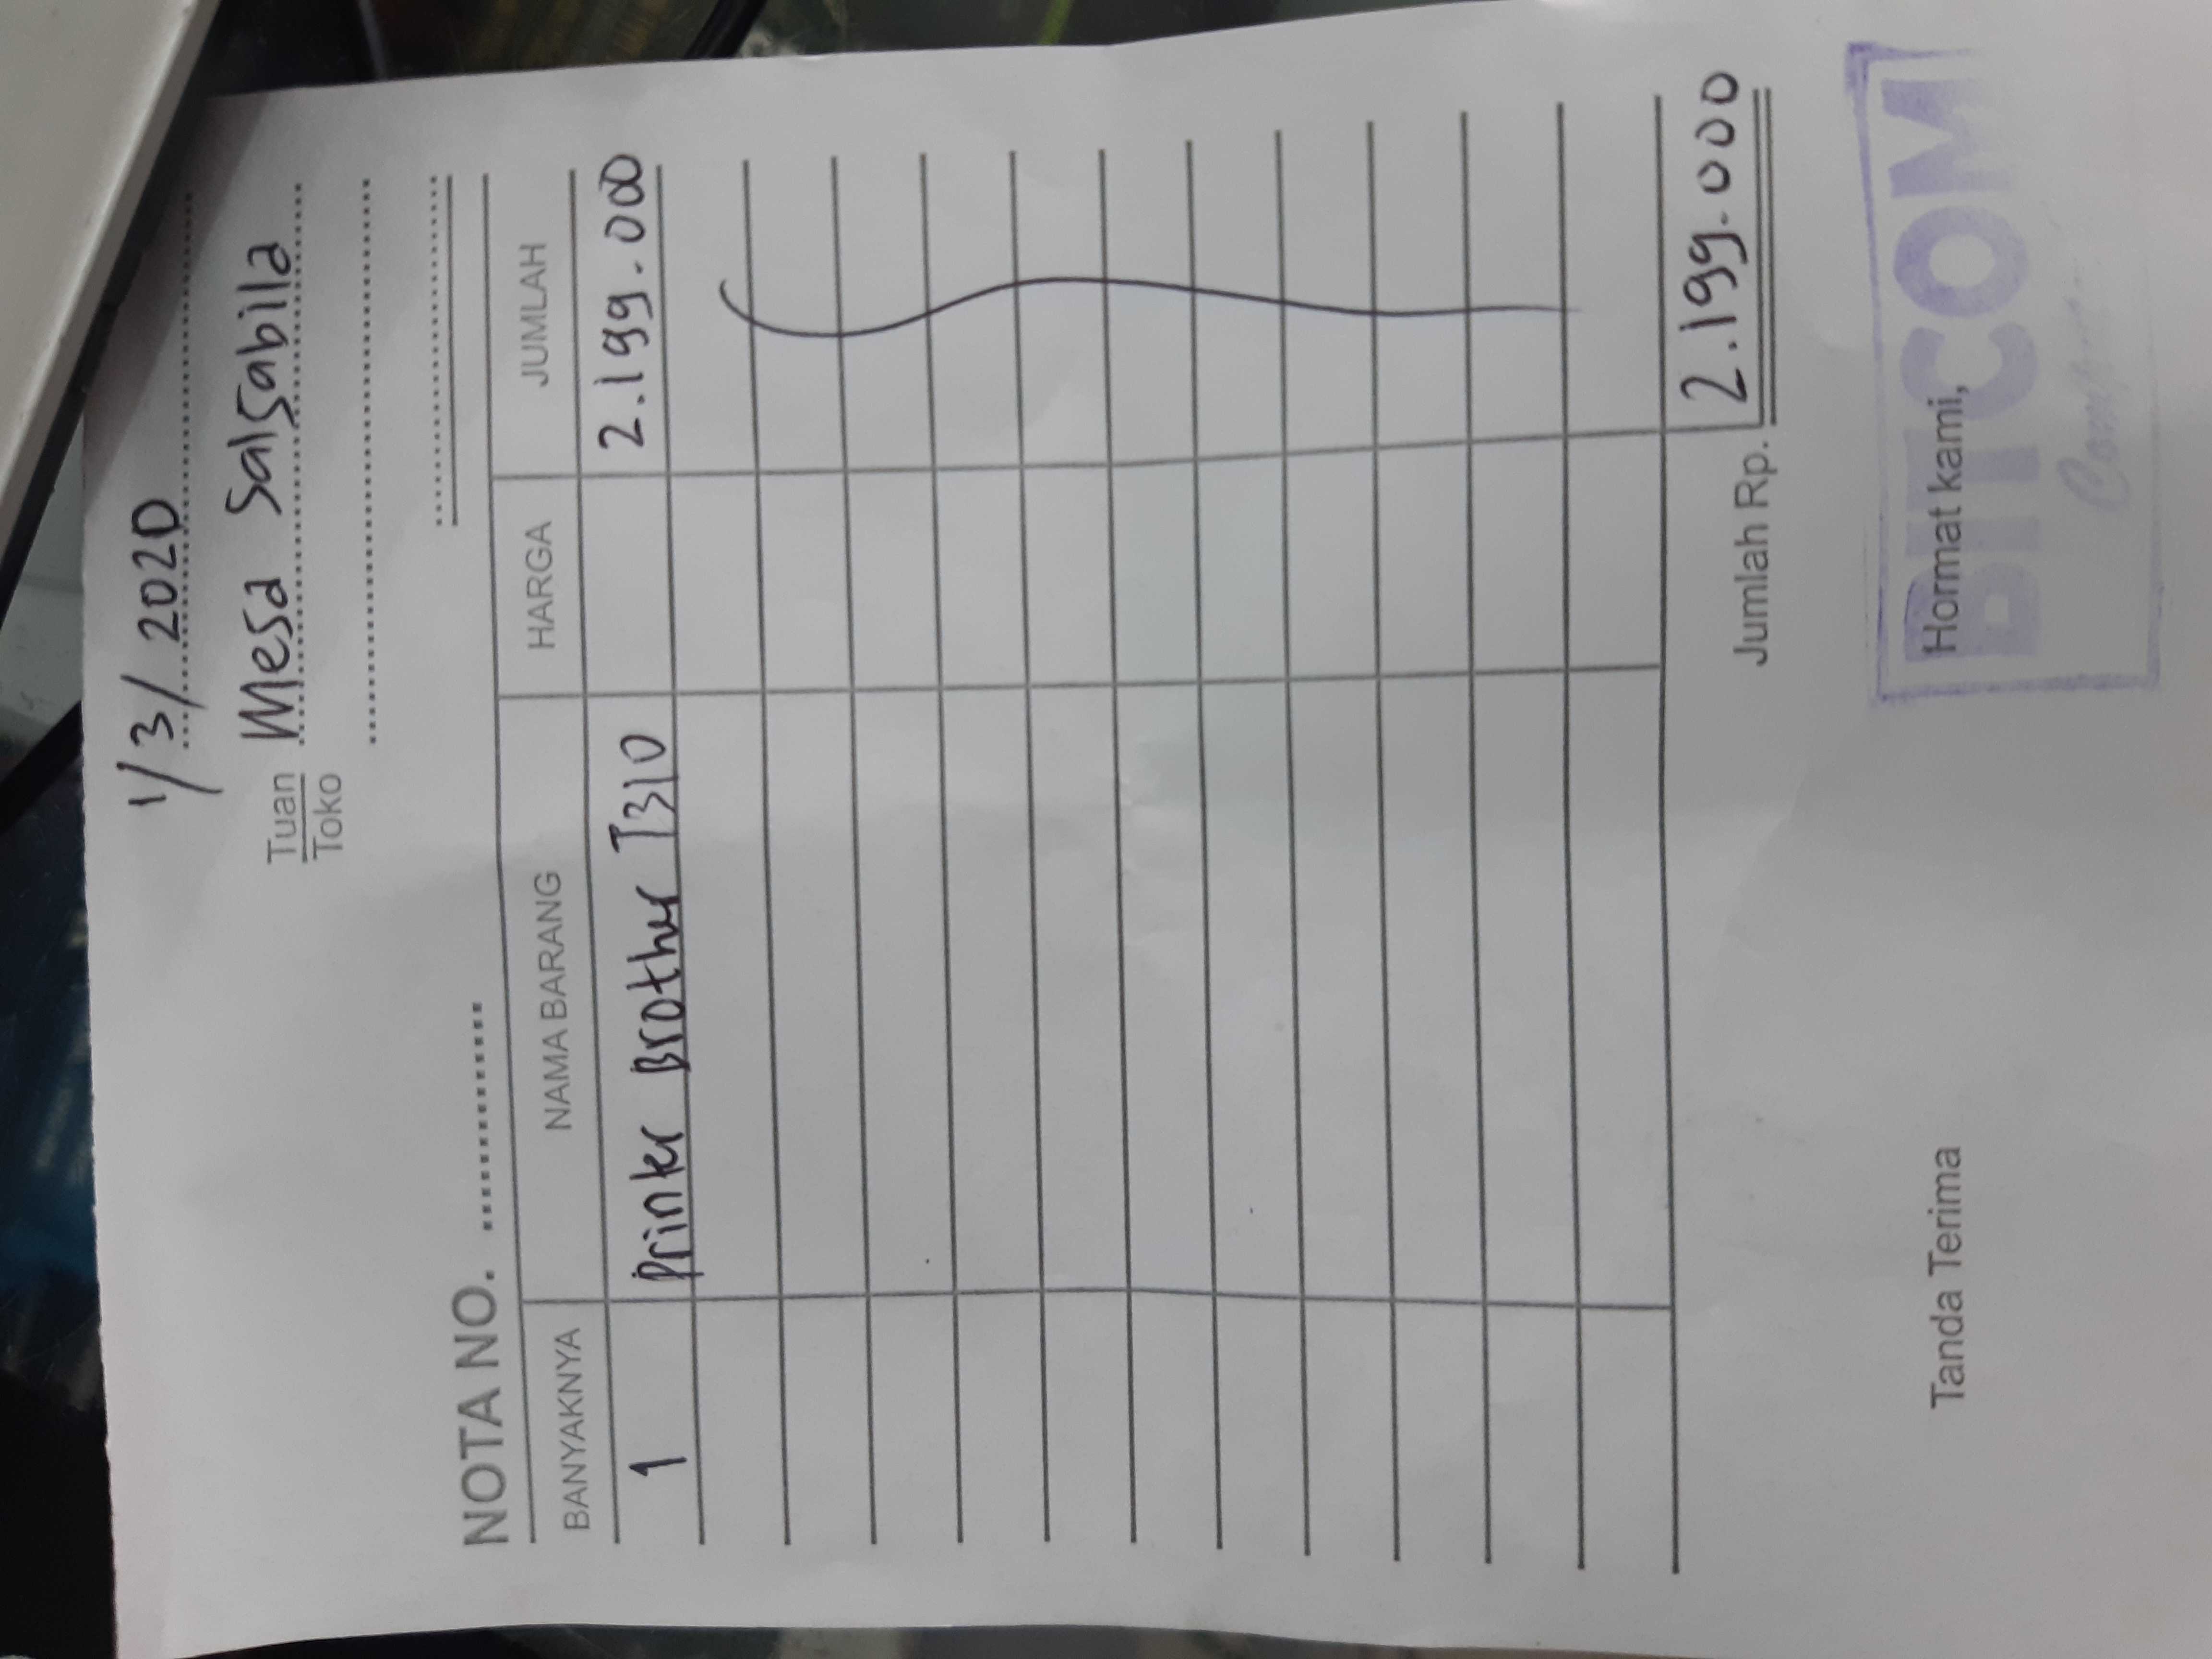 1/3/2020
Tuan Mesa Salsabila
Toko
NOTA NO.
BANYAKNYA NAMA BARANG HARGA JUMLAH
1 Printer Brother T310 2.199.000
Jumlah Rp. 2.199.000
Tanda Terima Hormat kami,
BITCOM